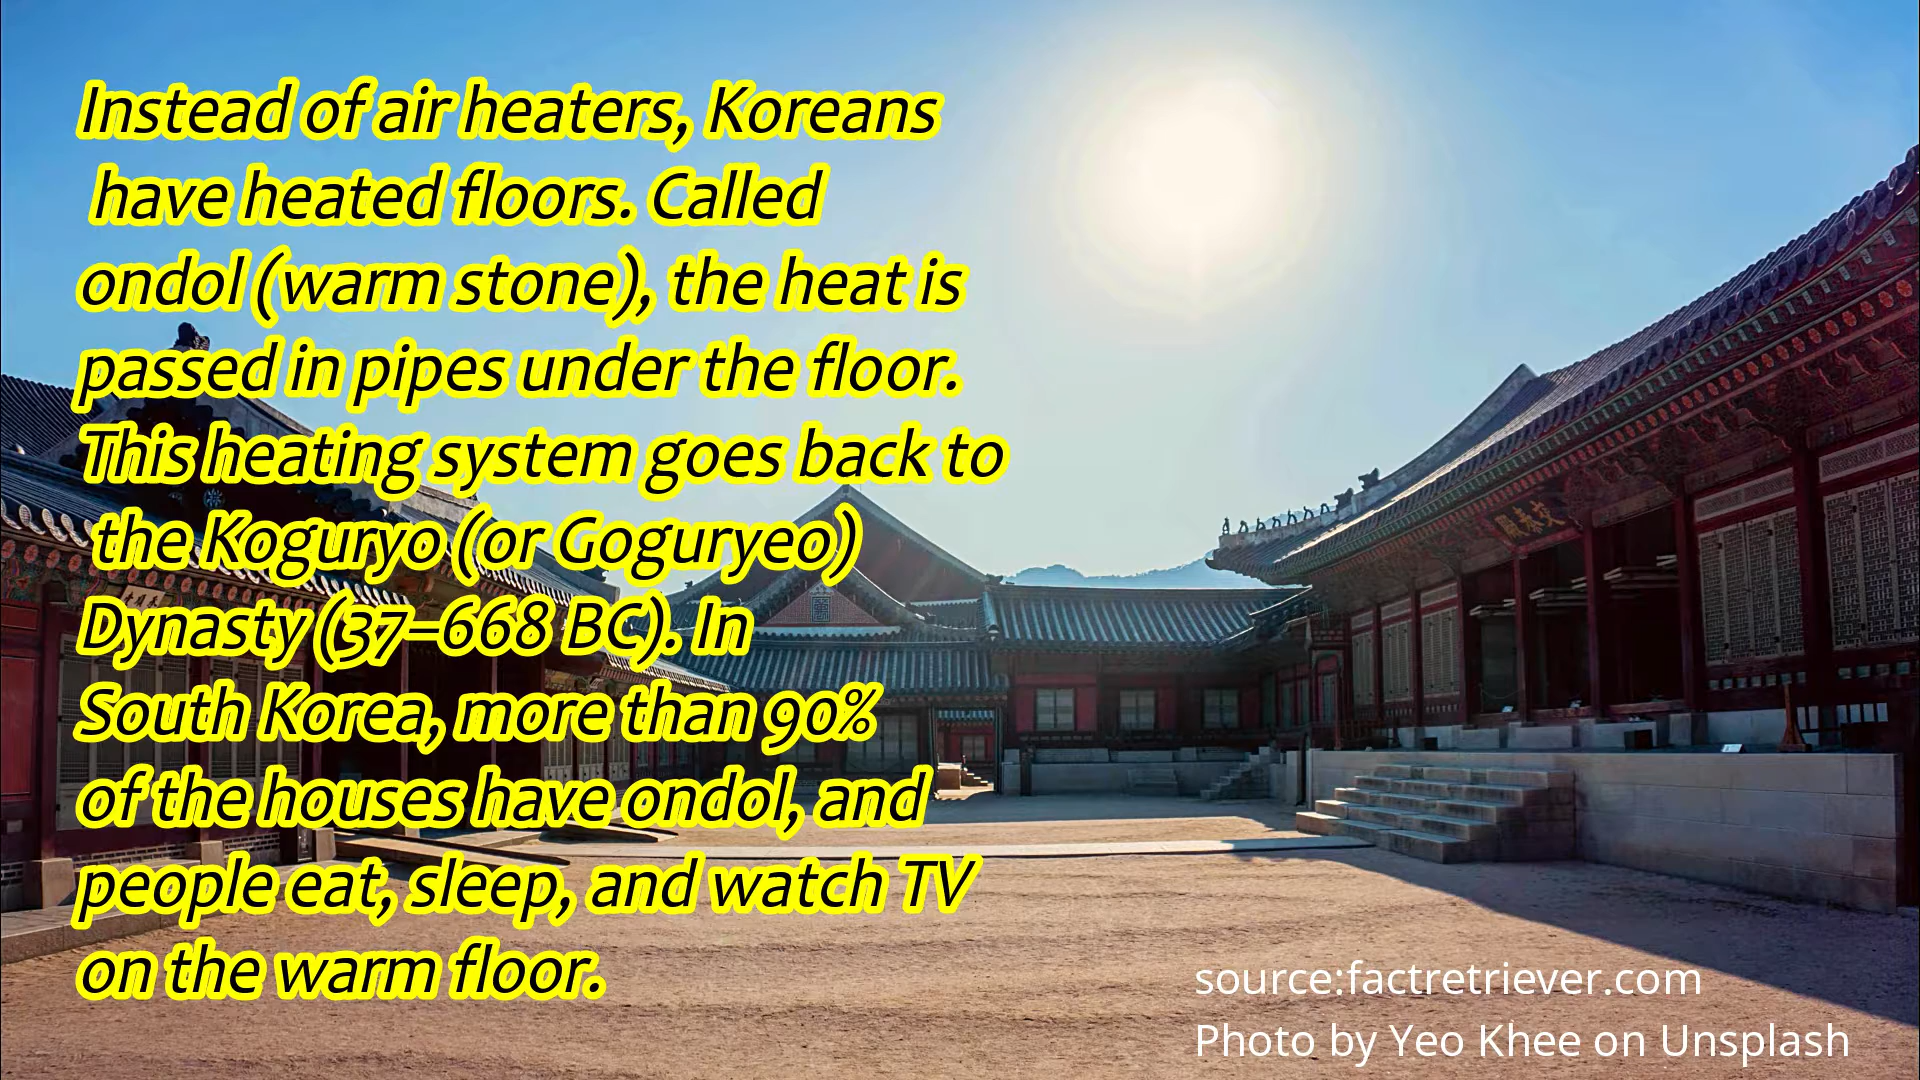 Instead of air heaters, Koreans
have heated floors. Called
ondol (warm stone), the heat is
passed in pipes under the floor.
This heating system goes back to
the Koguryo (or Goguryeo)
Dynasty (37–668 BC). In
South Korea, more than 90%
of the houses have ondol, and
people eat, sleep, and watch TV
on the warm floor.
交泰殿
source:factretriever.com
Photo by Yeo Khee on Unsplash